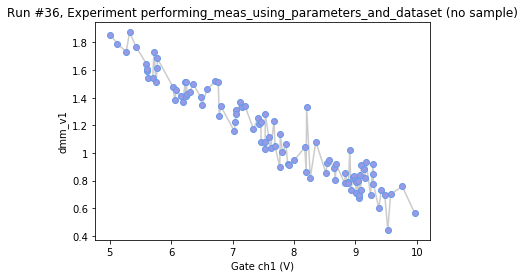 Run #36, Experiment performing_meas_using_parameters_and_dataset (no sample)
1.8
1.6
1.4
1.2
1
0.8
0.6
0.4
dmm_v1
5 6 7 8 9 10
Gate ch1 (V)